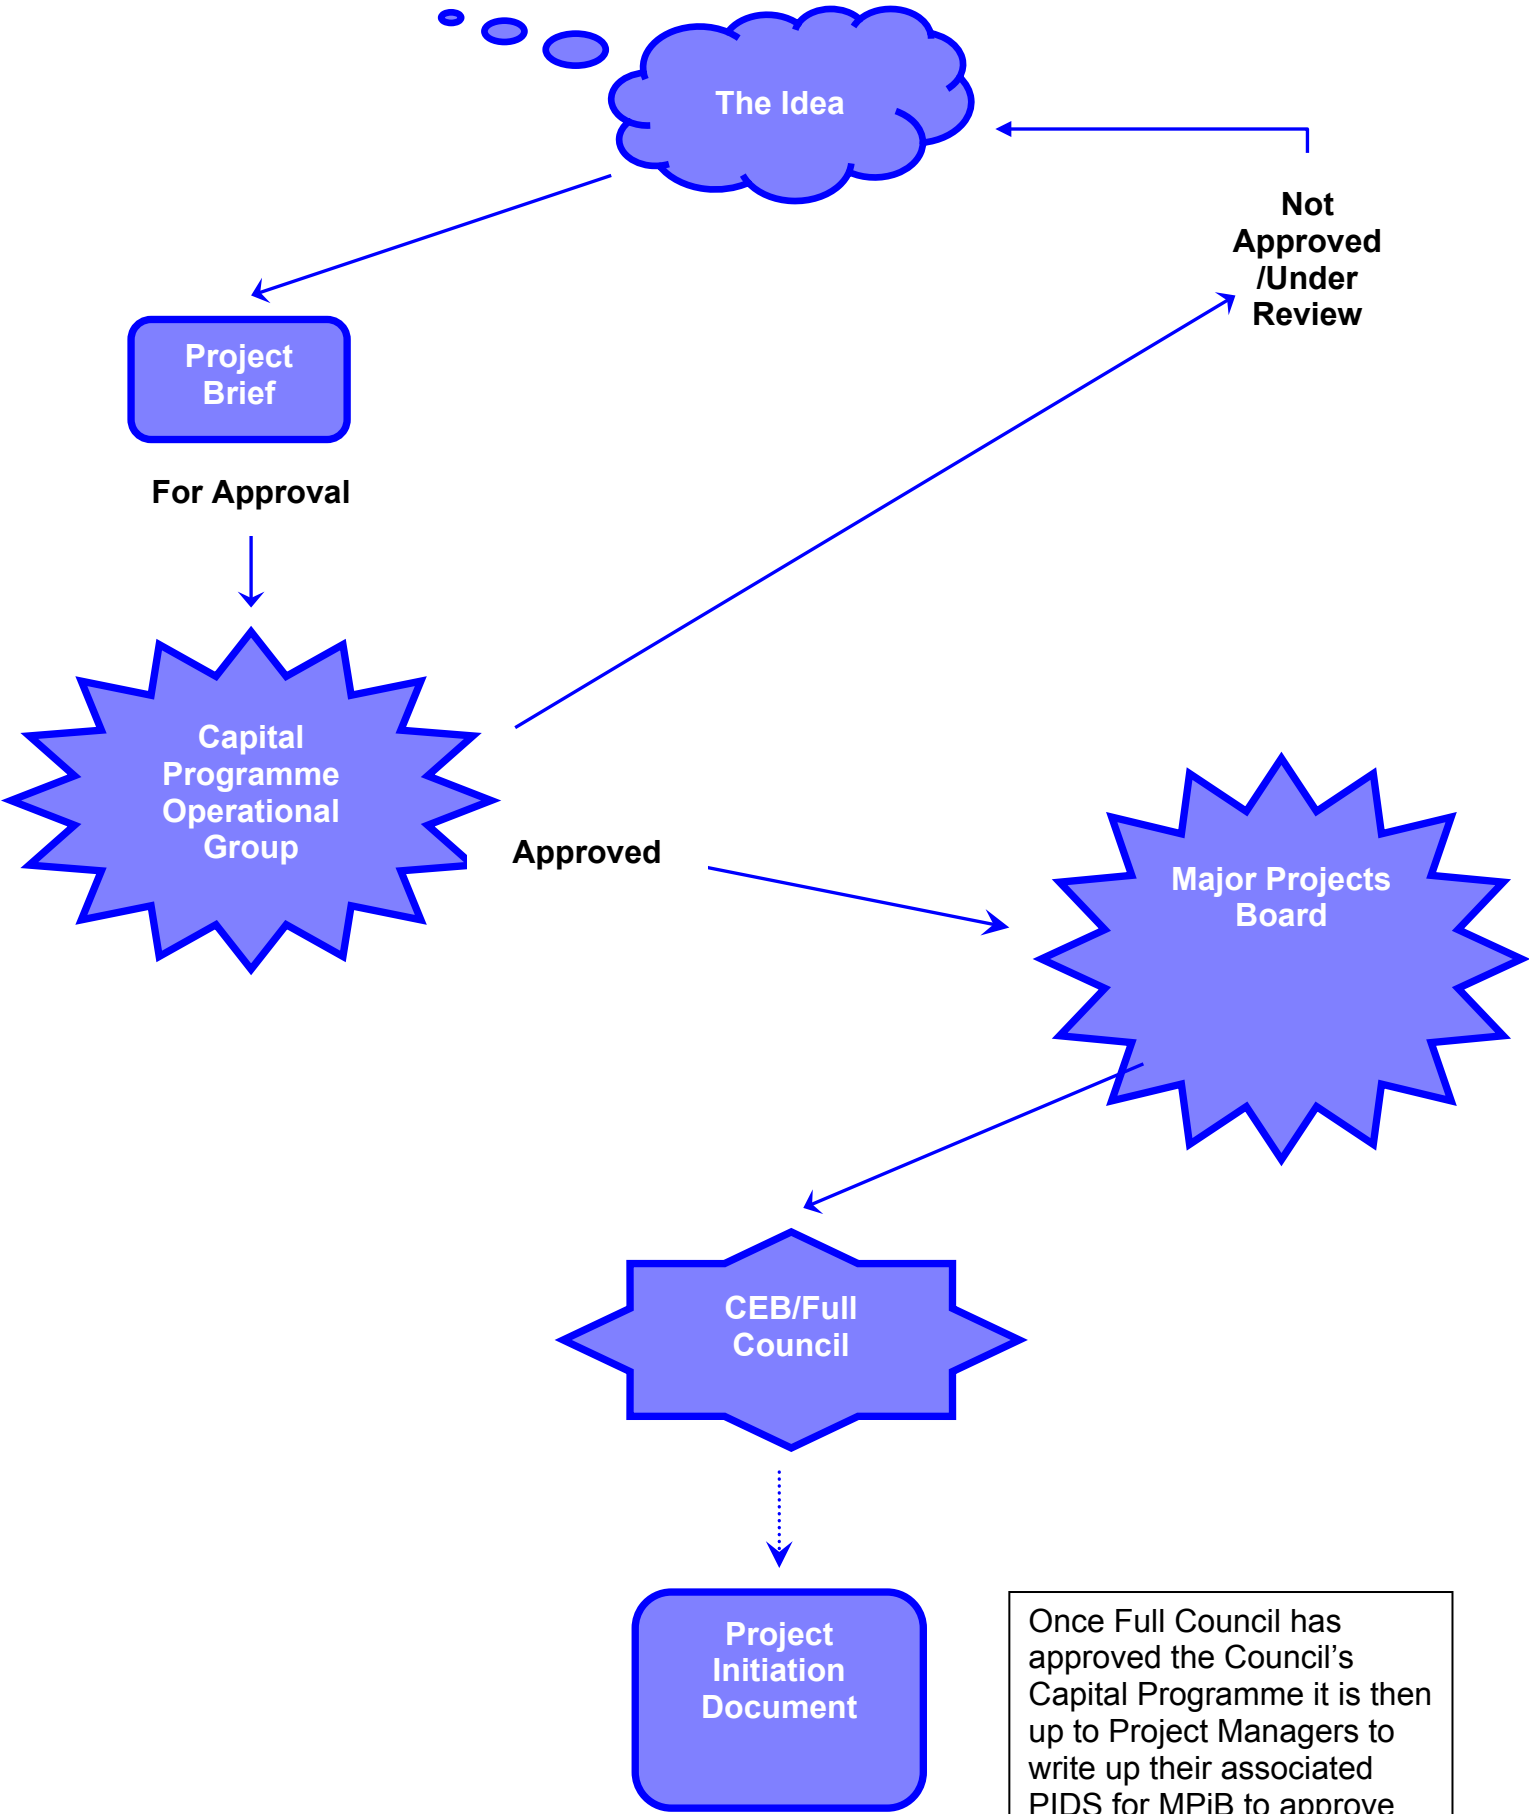 The Idea
Not
Approved
/Under
Review
Project
Brief
For Approval
Capital
Programme
Operational
Group
Approved
Major Projects
Board
CEB/Full
Council
Project
Initiation
Document
Once Full Council has
approved the Council’s
Capital Programme it is then
up to Project Managers to
write up their associated
PIDS for MPiB to approve